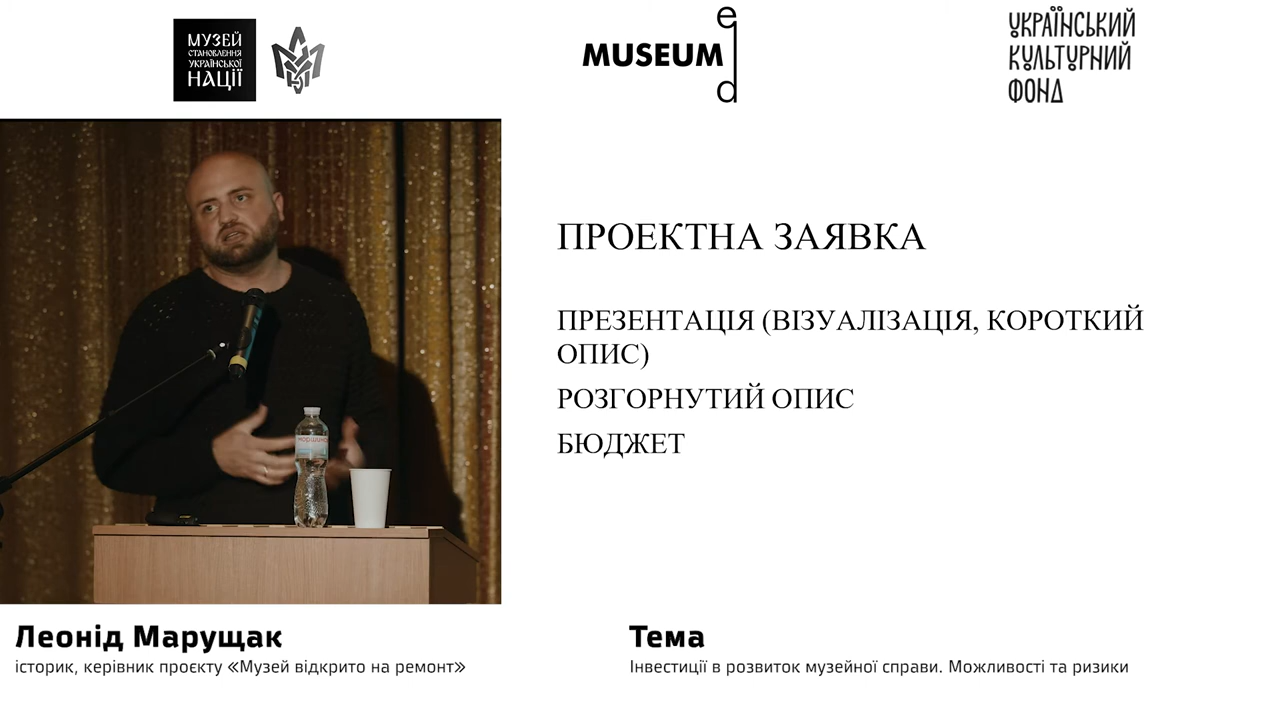 МУЗЕЙ
СТАНОВЛЕННЯ
УКРАЇНСЬКОЇ
НАЦІЇ
MUSEUM
ed
УКРАЇНСЬКИЙ
КУЛЬТУРНИЙ
ФОНД
ПРОЕКТНА ЗАЯВКА
ПРЕЗЕНТАЦІЯ (ВІЗУАЛІЗАЦІЯ, КОРОТКИЙ
ОПИС)
РОЗГОРНУТИЙ ОПИС
БЮДЖЕТ
Леонід Марущак
історик, керівник проєкту «Музей відкрито на ремонт»
Тема
Інвестиції в розвиток музейної справи. Можливості та ризики